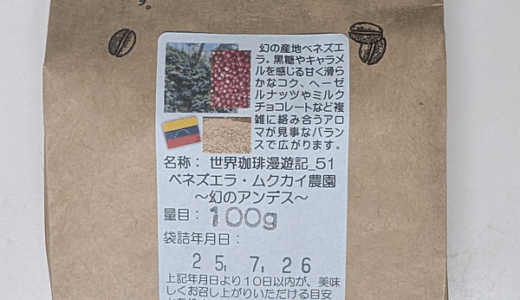 す。
幻の産地ベネズエ
ラ。黒糖やキャラメ
ルを感じる甘く滑ら
かなコク、ヘーゼ
ルナッツやミルク
チョコレートなど複
雑に絡み合うアロ
マが見事なバラン
スで広がります。
名称： 世界珈琲漫遊記_51
ベネズエラ・ムクカイ農園
～幻のアンデス～
量目： 100g
袋詰年月日：
25, 7, 26
上記年月日より10日以内が、美味
しくお召し上がりいただける目安